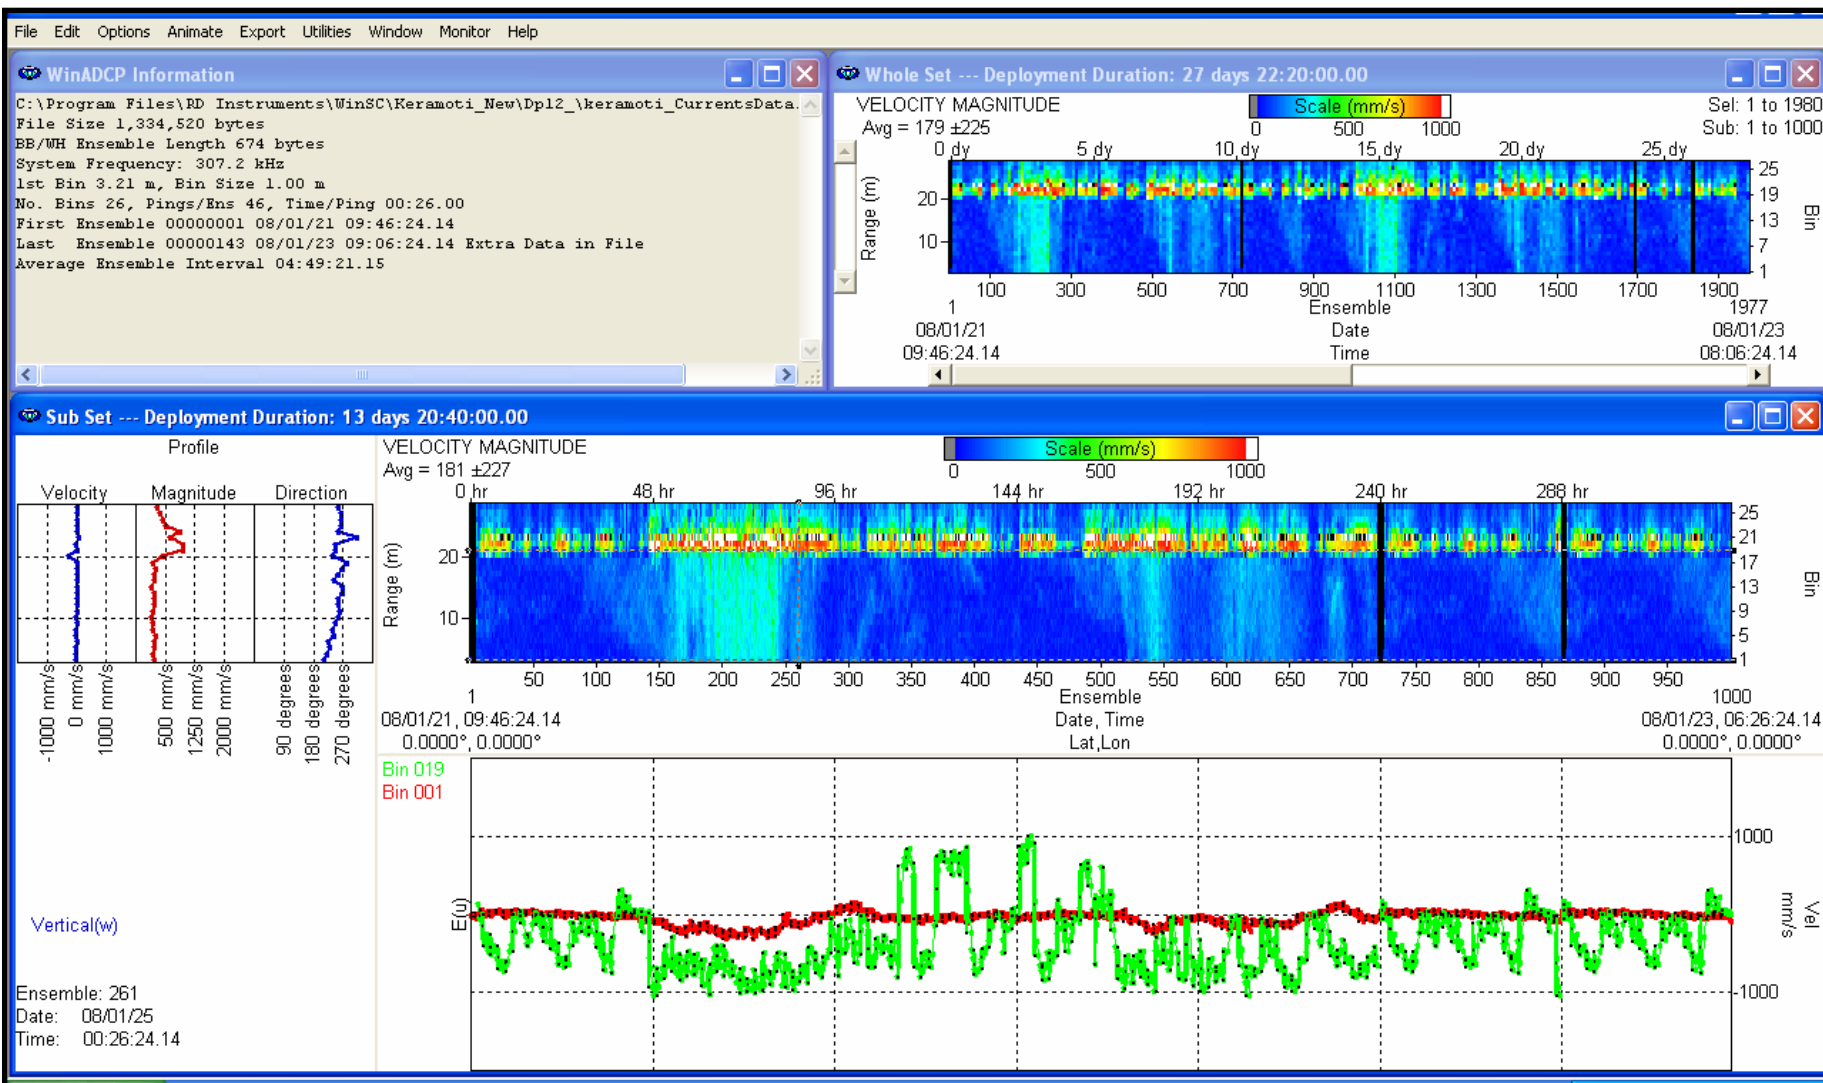 File Edit Options Animate Export Utilities Window Monitor Help
WinADCP Information
C:\Program Files\RD Instruments\WinSC\Keramoti_New\Dpl2_\keramoti_CurrentsData.
File Size 1,334,520 bytes
BB/WH Ensemble Length 674 bytes
System Frequency: 307.2 kHz
1st Bin 3.21 m, Bin Size 1.00 m
No. Bins 26, Pings/Ens 46, Time/Ping 00:26.00
First Ensemble 00000001 08/01/21 09:46:24.14
Last Ensemble 00000143 08/01/23 09:06:24.14 Extra Data in File
Average Ensemble Interval 04:49:21.15
Whole Set --- Deployment Duration: 27 days 22:20:00.00
VELOCITY MAGNITUDE
Avg = 179 ±225
Scale (mm/s)
0 500 1000
Sel: 1 to 1980
Sub: 1 to 1000
0 dy 5 dy 10 dy 15 dy 20 dy 25 dy
Range (m)
20
10
25
19
13
7
1
Bin
100 300 500 700 900 1100 1300 1500 1700 1900
1 Ensemble 1977
08/01/21 Date 08/01/23
09:46:24.14 Time 08:06:24.14
Sub Set --- Deployment Duration: 13 days 20:40:00.00
Profile
Velocity Magnitude Direction
-1000 mm/s
0 mm/s
1000 mm/s
500 mm/s
1250 mm/s
2000 mm/s
90 degrees
180 degrees
270 degrees
Vertical(w)
Ensemble: 261
Date: 08/01/25
Time: 00:26:24.14
VELOCITY MAGNITUDE
Avg = 181 ±227
Scale (mm/s)
0 500 1000
0 hr 48 hr 96 hr 144 hr 192 hr 240 hr 288 hr
Range (m)
20
10
25
21
17
13
9
5
1
Bin
50 100 150 200 250 300 350 400 450 500 550 600 650 700 750 800 850 900 950
1 Ensemble 1000
08/01/21, 09:46:24.14 Date, Time 08/01/23, 06:26:24.14
0.0000°, 0.0000° Lat,Lon 0.0000°, 0.0000°
Bin 019
Bin 001
E(u)
1000
-1000
Vel
mm/s